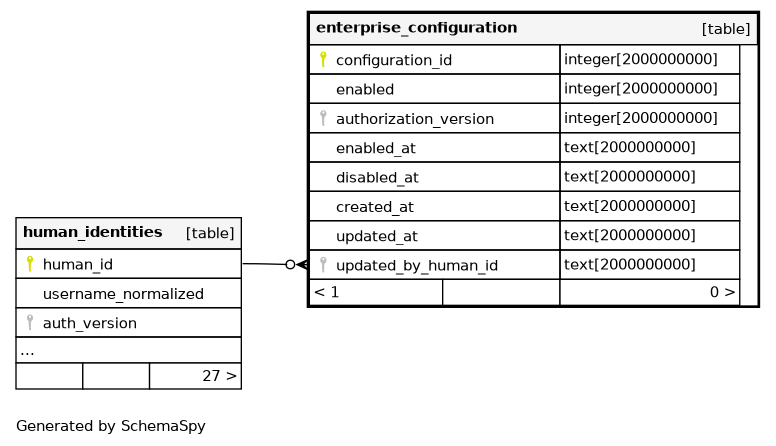 enterprise_configuration [table]
configuration_id integer[2000000000]
enabled integer[2000000000]
authorization_version integer[2000000000]
enabled_at text[2000000000]
disabled_at text[2000000000]
created_at text[2000000000]
updated_at text[2000000000]
updated_by_human_id text[2000000000]
< 1 0 >
human_identities [table]
human_id
username_normalized
auth_version
...
27 >
Generated by SchemaSpy